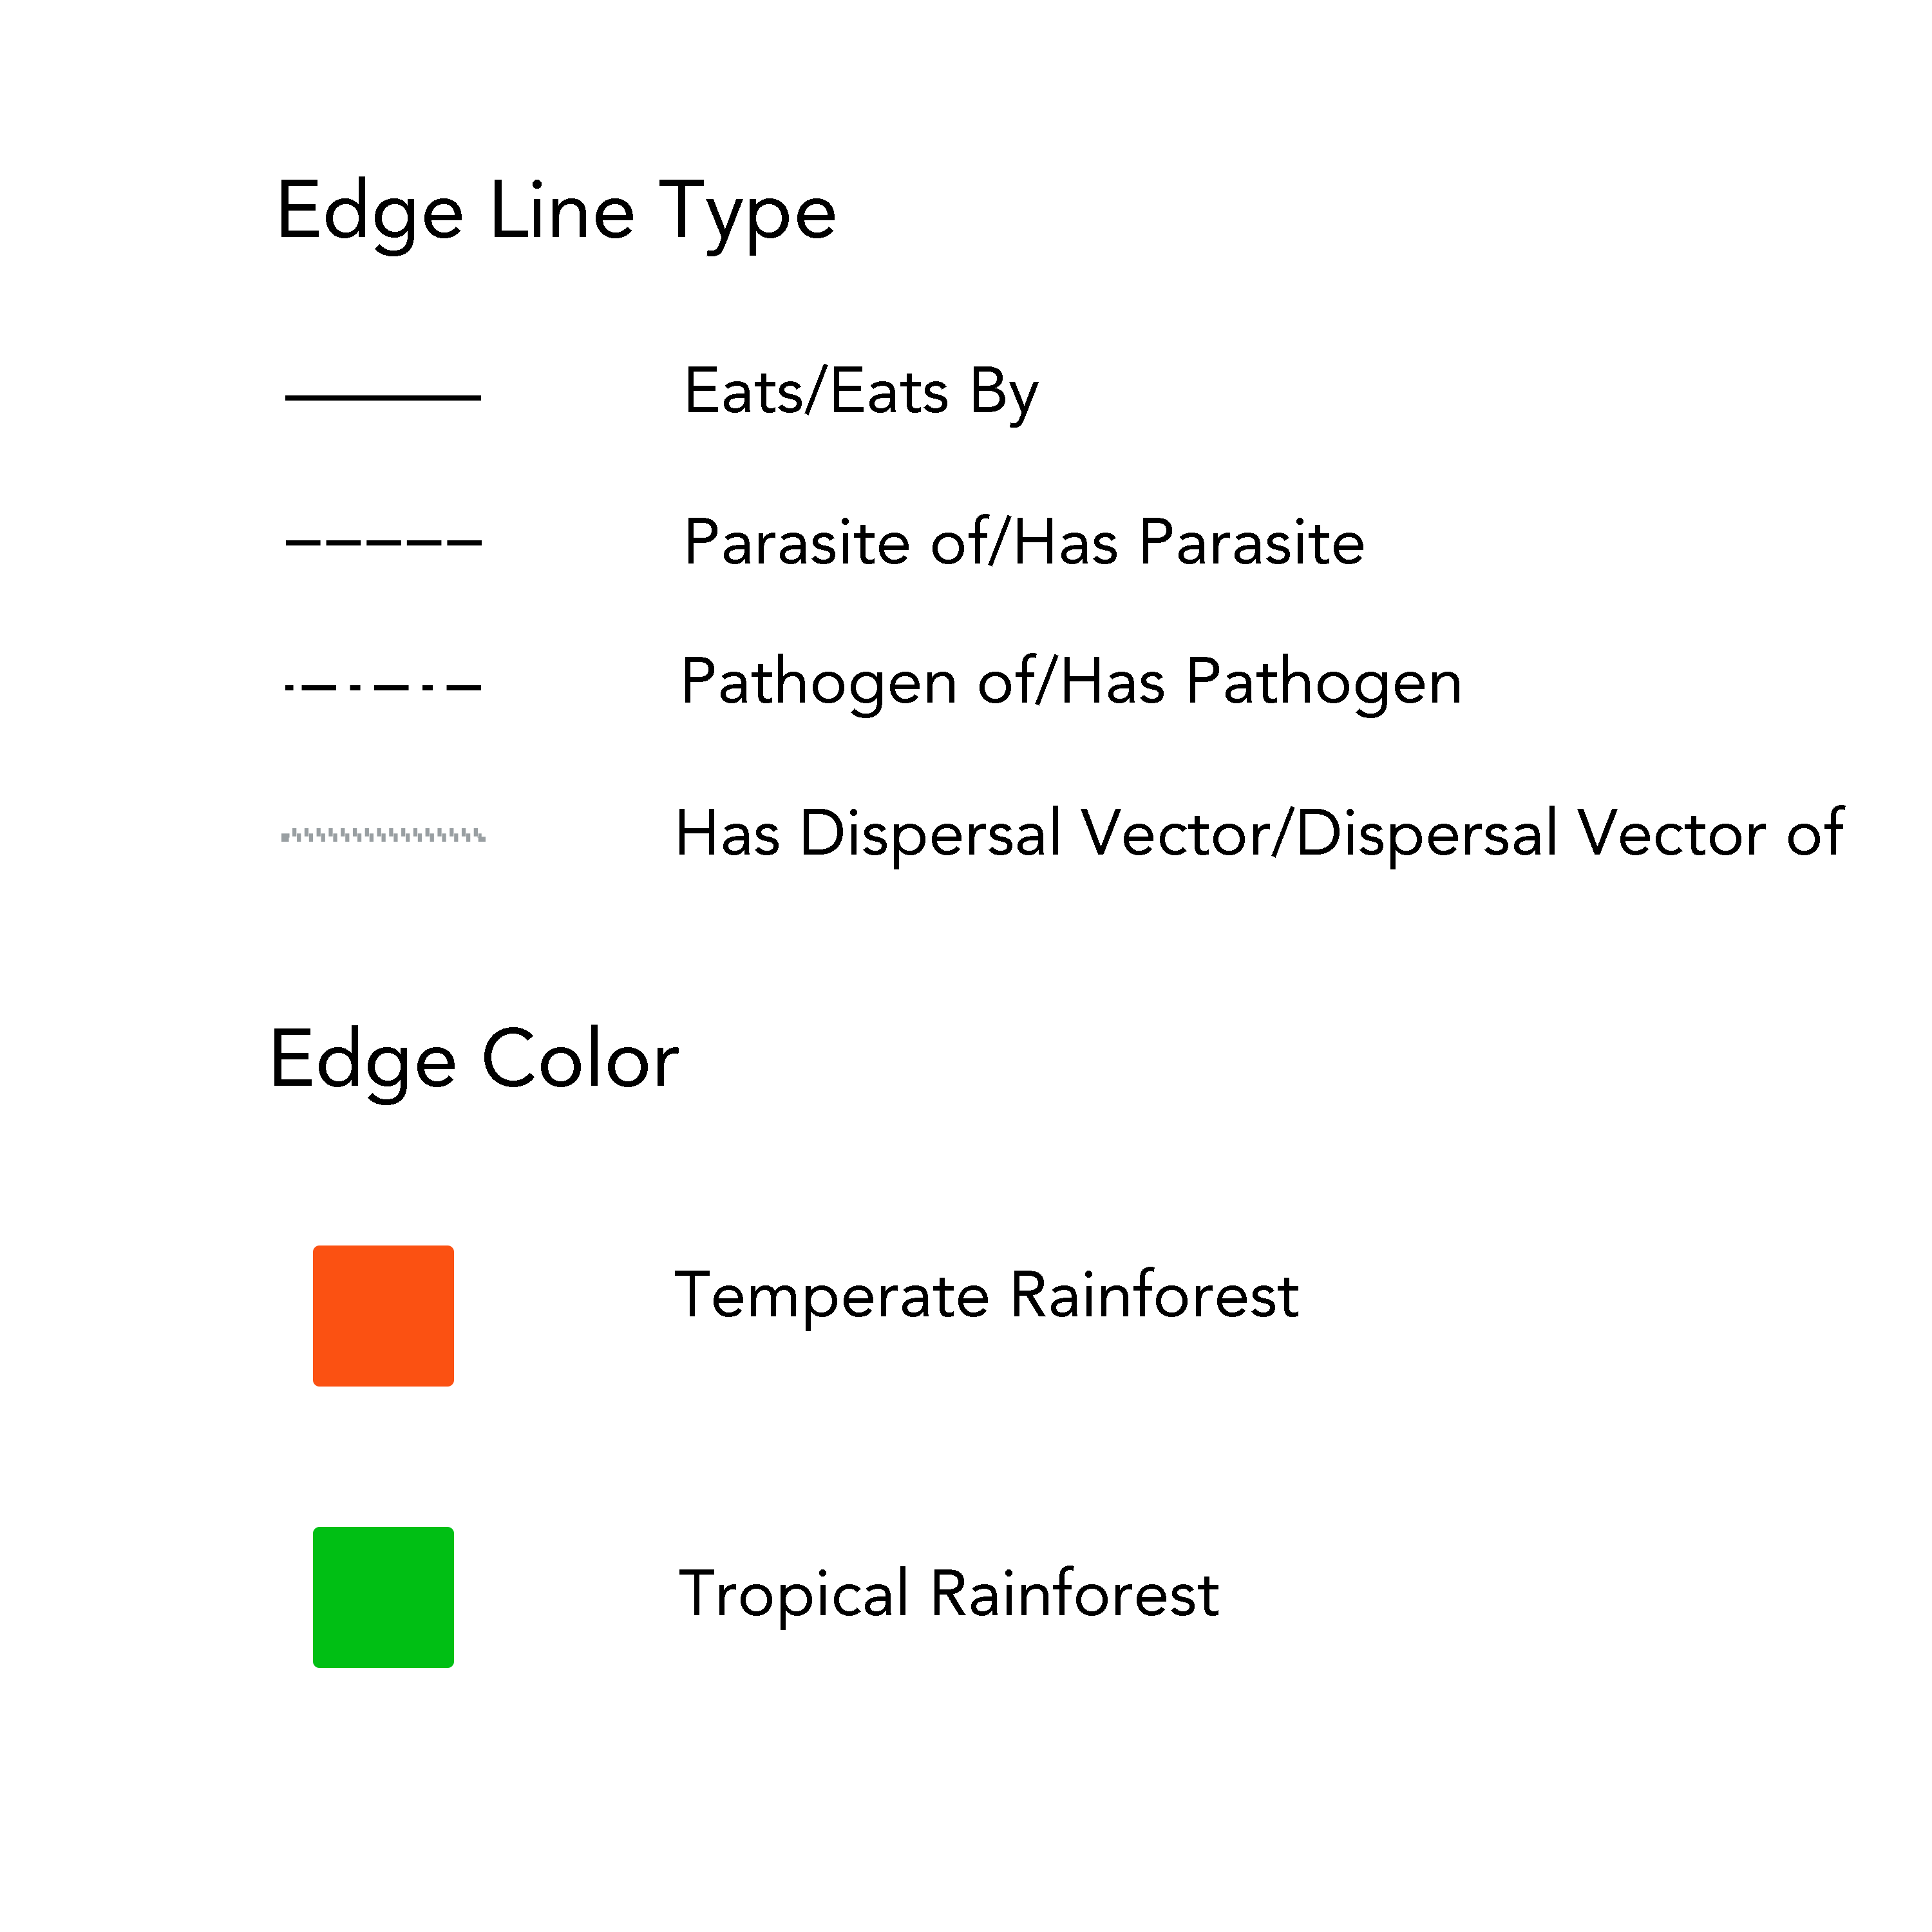 Edge Line Type
Eats/Eats By
Parasite of/Has Parasite
Pathogen of/Has Pathogen
Has Dispersal Vector/Dispersal Vector of
Edge Color
Temperate Rainforest
Tropical Rainforest